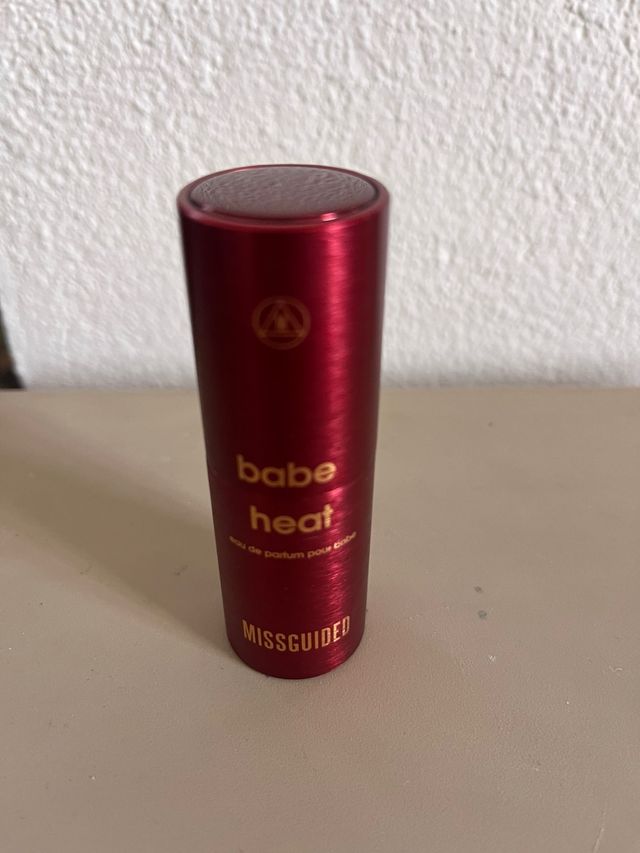 babe
heat
eau de parfum pour babe
MISSGUIDED